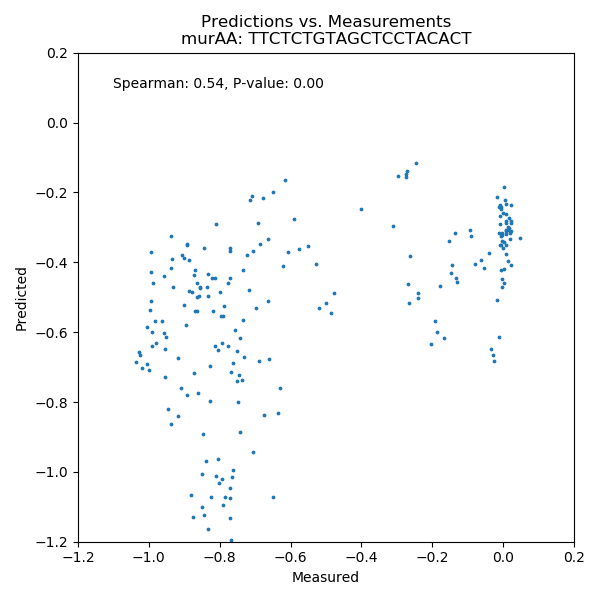 Predictions vs. Measurements
murAA: TTCTCTGTAGCTCCTACACT
Spearman: 0.54, P-value: 0.00
Predicted
0.2
0.0
−0.2
−0.4
−0.6
−0.8
−1.0
−1.2
−1.2 −1.0 −0.8 −0.6 −0.4 −0.2 0.0 0.2
Measured